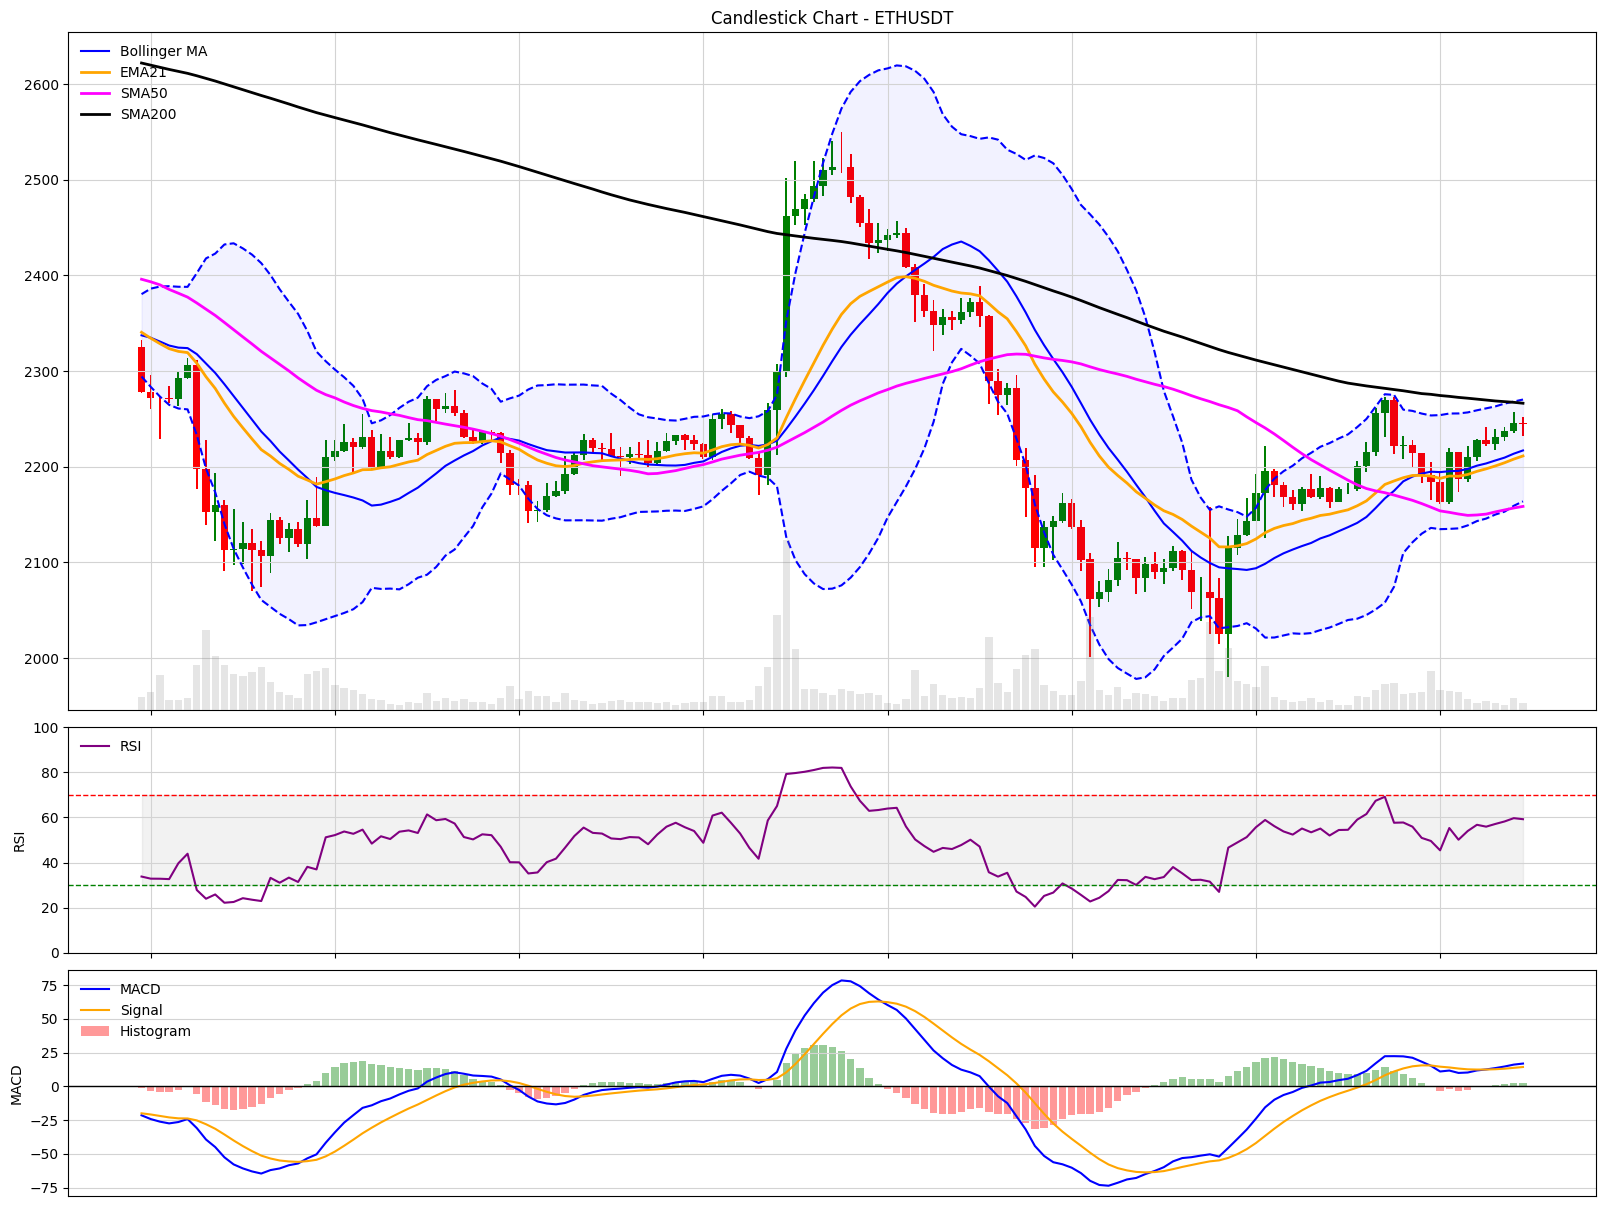 Candlestick Chart - ETHUSDT
Bollinger MA
EMA21
SMA50
SMA200
2600
2500
2400
2300
2200
2100
2000
RSI
RSI
100
80
60
40
20
0
MACD
MACD
Signal
Histogram
75
50
25
0
−25
−50
−75